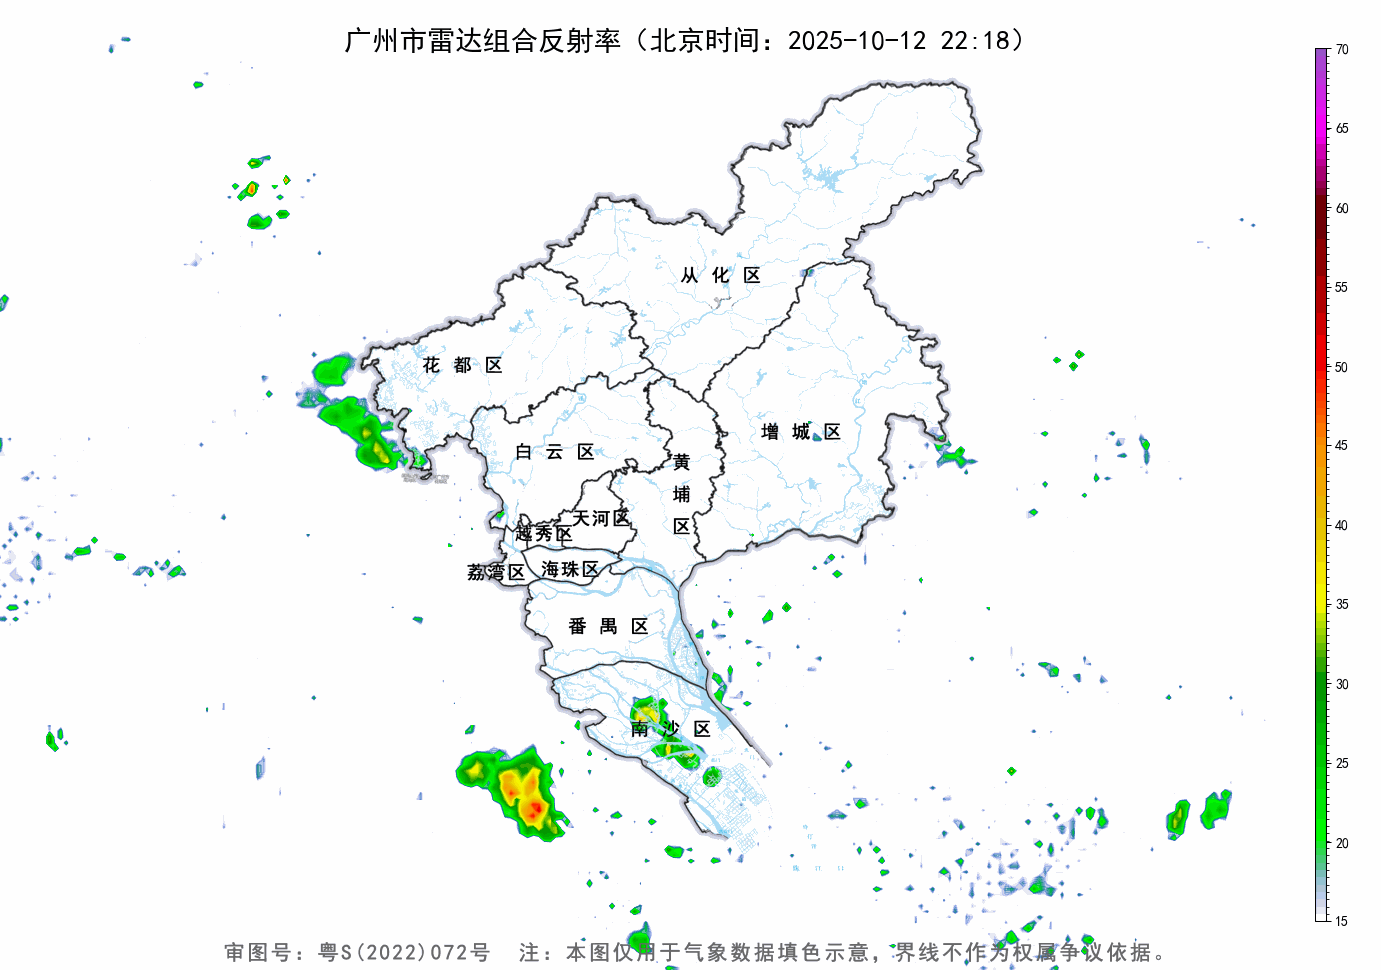 广州市雷达组合反射率（北京时间：2025-10-12 22:18）
70
65
60
55
50
45
40
35
30
25
20
15
从化区
花都区
增城区
白云区
黄埔区
天河区
越秀区
荔湾区
海珠区
番禺区
南沙区
审图号：粤S(2022)072号 注：本图仅用于气象数据填色示意，界线不作为权属争议依据。